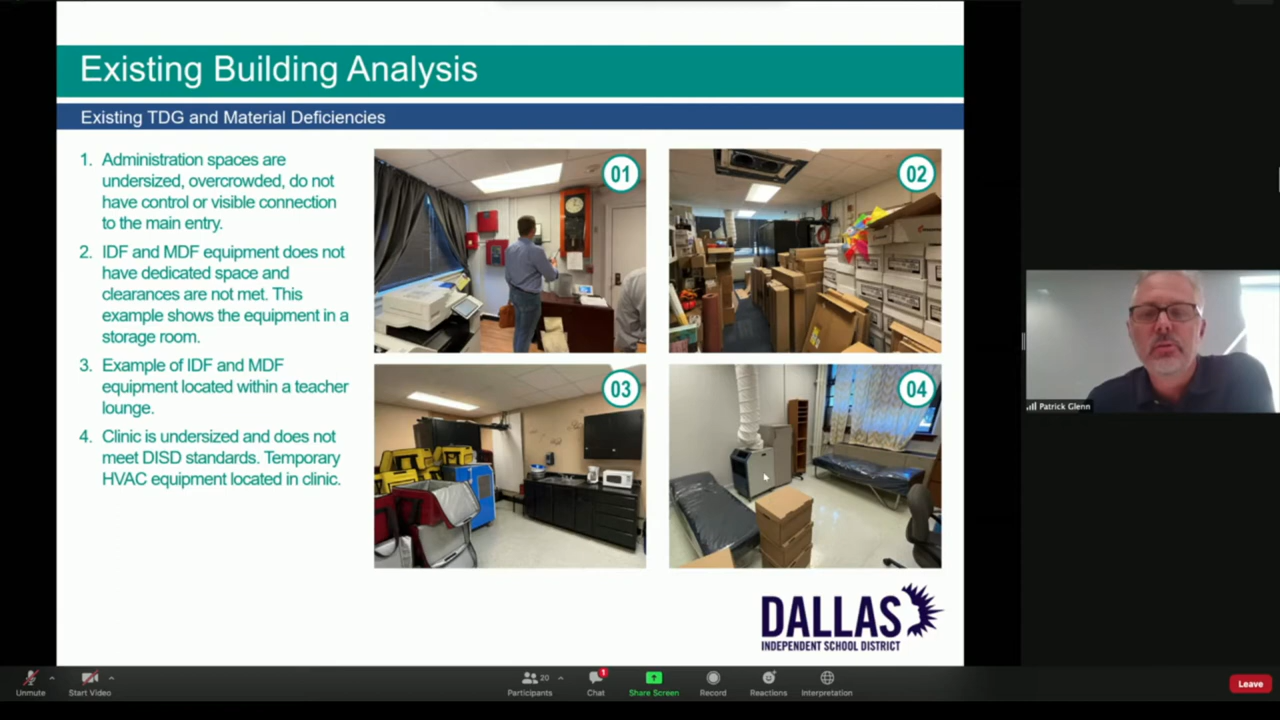 Existing Building Analysis
Existing TDG and Material Deficiencies
1. Administration spaces are
undersized, overcrowded, do not
have control or visible connection
to the main entry.
2. IDF and MDF equipment does not
have dedicated space and
clearances are not met. This
example shows the equipment in a
storage room.
3. Example of IDF and MDF
equipment located within a teacher
lounge.
4. Clinic is undersized and does not
meet DISD standards. Temporary
HVAC equipment located in clinic.
01
02
03
04
DALLAS
INDEPENDENT SCHOOL DISTRICT
Patrick Glenn
Unmute
Start Video
20
Participants
1
Chat
Share Screen
Record
Reactions
Interpretation
Leave